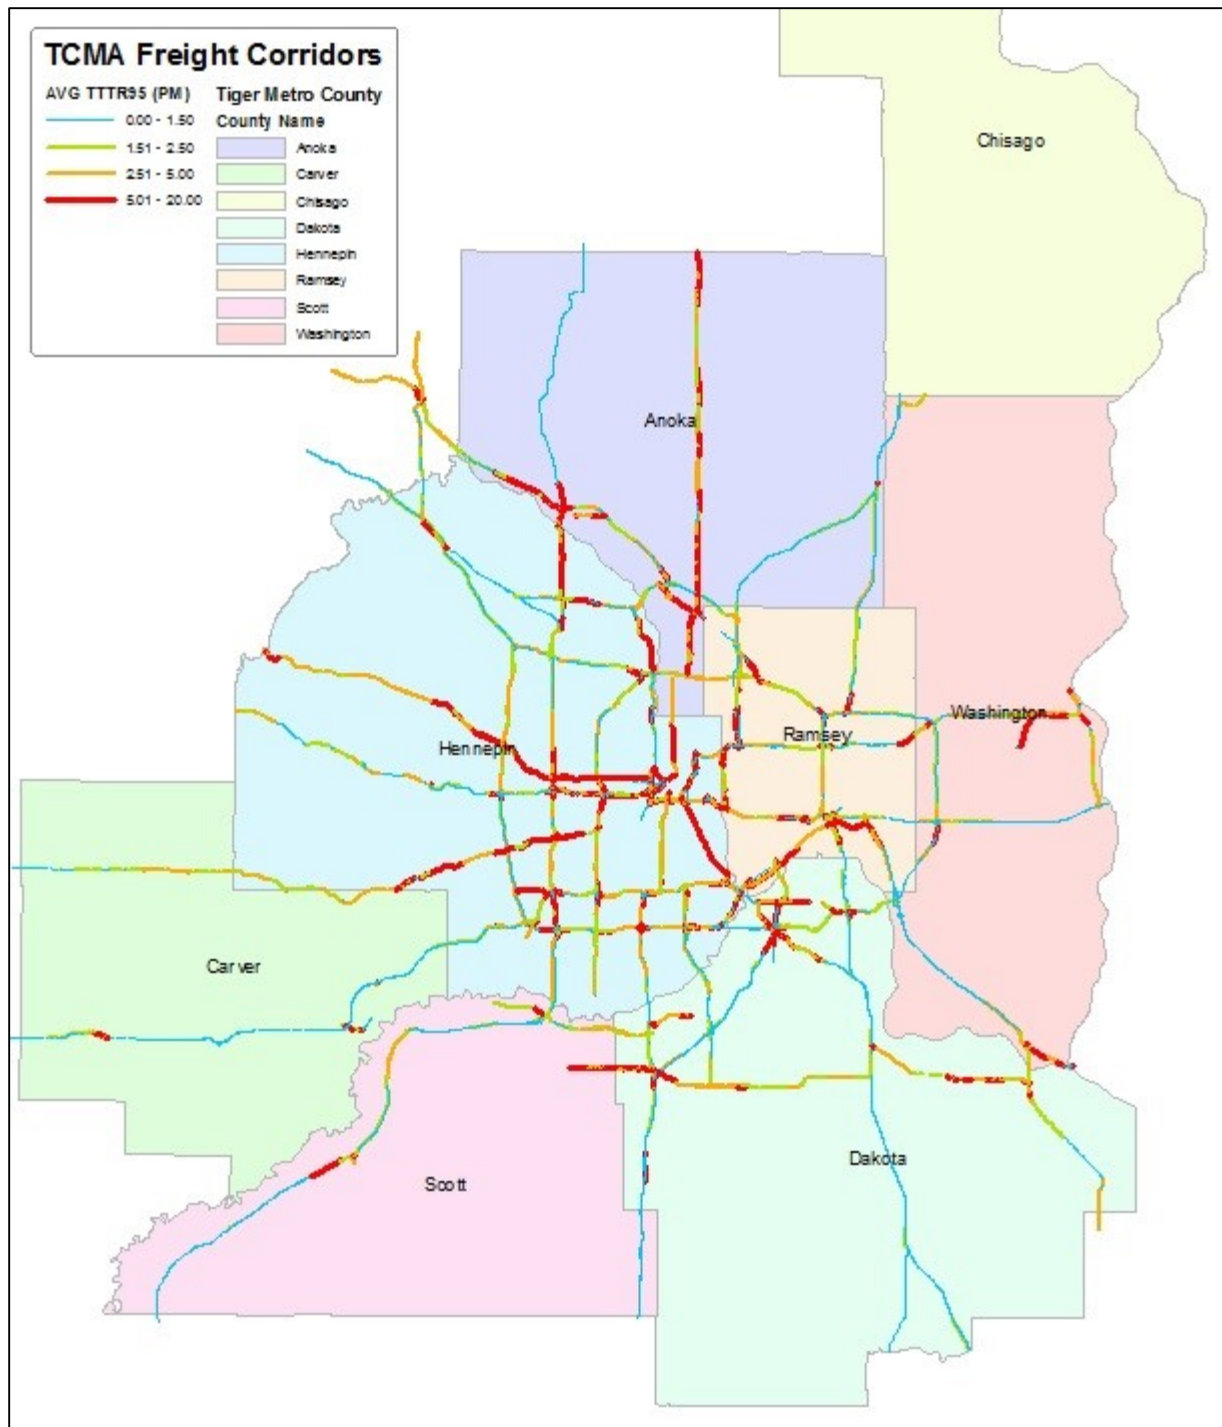 TCMA Freight Corridors
AVG TTTR95 (PM)
0.00 - 1.50
1.51 - 2.50
2.51 - 5.00
5.01 - 20.00
Tiger Metro County
County Name
Anoka
Carver
Chisago
Dakota
Hennepin
Ramsey
Scott
Washington
Chisago
Anoka
Washington
Ramsey
Hennepin
Carver
Dakota
Scott